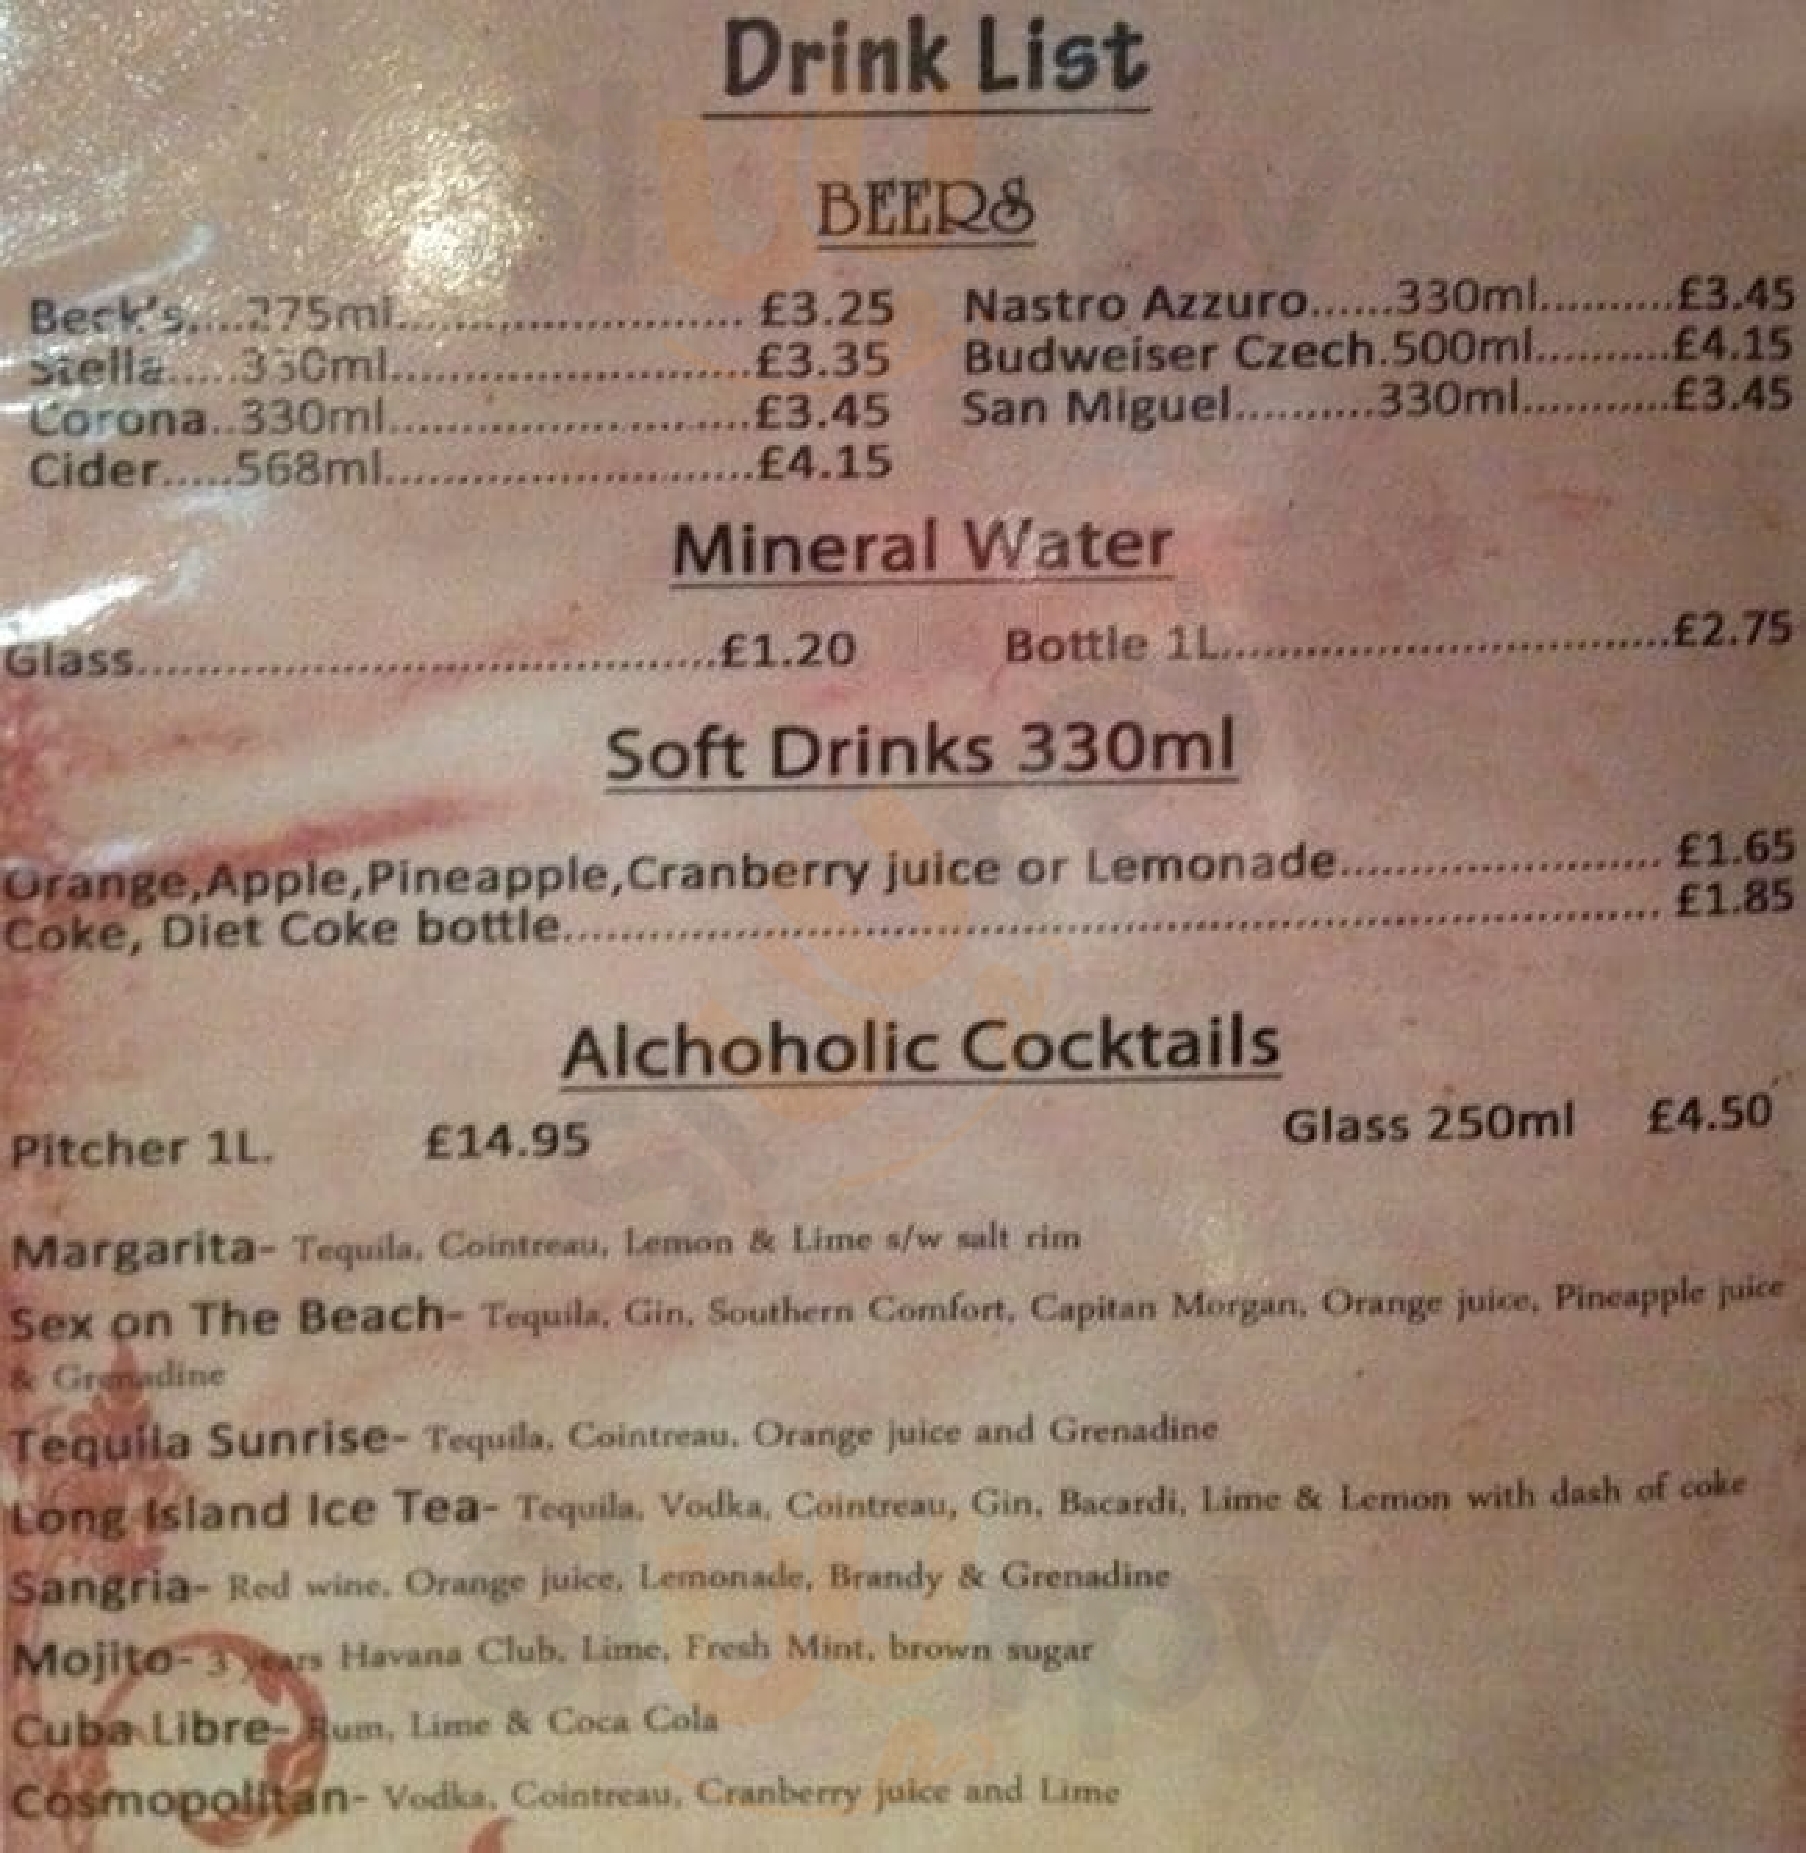 Drink List
BEERS
Beck's....275ml........................ £3.25 Nastro Azzuro......330ml..........£3.45
Stella.....330ml.........................£3.35 Budweiser Czech.500ml..........£4.15
Corona..330ml.........................£3.45 San Miguel..........330ml...........£3.45
Cider.....568ml.........................£4.15
Mineral Water
Glass.......................................£1.20 Bottle 1L...............................£2.75
Soft Drinks 330ml
Orange,Apple,Pineapple,Cranberry juice or Lemonade...................... £1.65
Coke, Diet Coke bottle........................................................................... £1.85
Alchoholic Cocktails
Pitcher 1L. £14.95 Glass 250ml £4.50
Margarita- Tequila, Cointreau, Lemon & Lime s/w salt rim
Sex on The Beach- Tequila, Gin, Southern Comfort, Capitan Morgan, Orange juice, Pineapple juice
& Grenadine
Tequila Sunrise- Tequila, Cointreau, Orange juice and Grenadine
Long Island Ice Tea- Tequila, Vodka, Cointreau, Gin, Bacardi, Lime & Lemon with dash of coke
Sangria- Red wine, Orange juice, Lemonade, Brandy & Grenadine
Mojito- 3 years Havana Club, Lime, Fresh Mint, brown sugar
Cuba Libre- Rum, Lime & Coca Cola
Cosmopolitan- Vodka, Cointreau, Cranberry juice and Lime